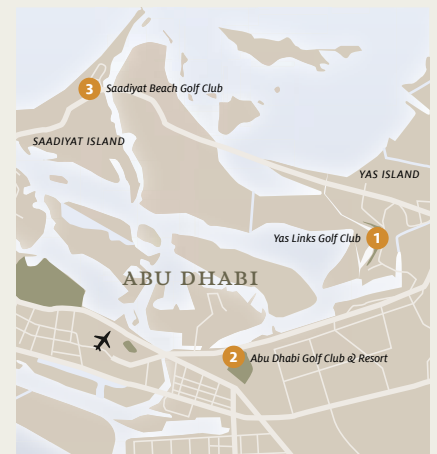 3 Saadiyat Beach Golf Club
SAADIYAT ISLAND
YAS ISLAND
Yas Links Golf Club 1
ABU DHABI
2 Abu Dhabi Golf Club & Resort